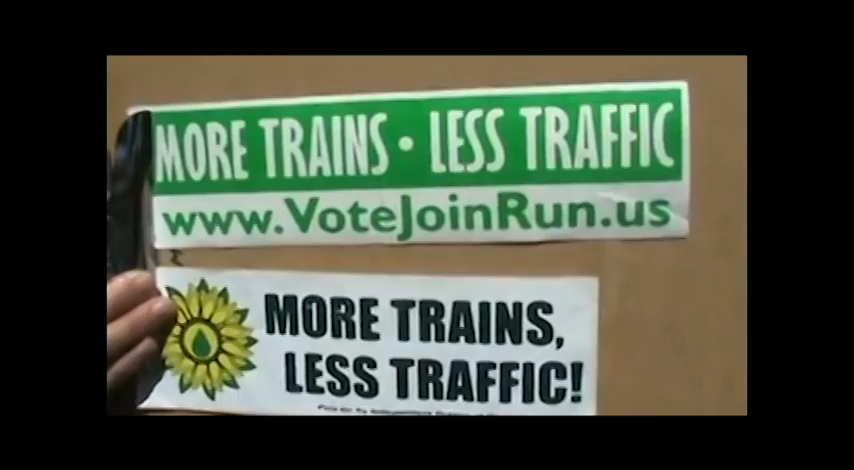 MORE TRAINS • LESS TRAFFIC
www.VoteJoinRun.us
MORE TRAINS,
LESS TRAFFIC!